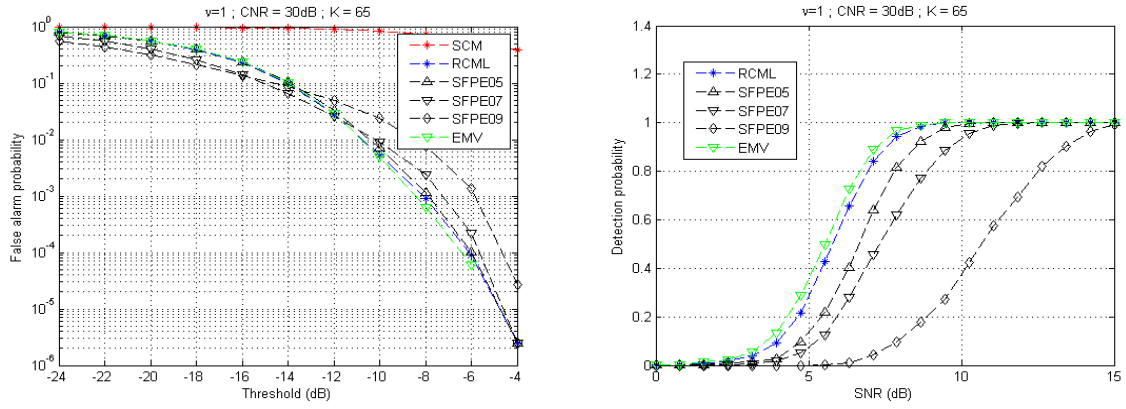 ν=1 ; CNR = 30dB ; K = 65
10^0
10^-1
10^-2
10^-3
10^-4
10^-5
10^-6
False alarm probability
SCM
RCML
SFPE05
SFPE07
SFPE09
EMV
-24 -22 -20 -18 -16 -14 -12 -10 -8 -6 -4
Threshold (dB)
ν=1 ; CNR = 30dB ; K = 65
1.4
1.2
1
0.8
0.6
0.4
0.2
0
Detection probability
RCML
SFPE05
SFPE07
SFPE09
EMV
0 5 10 15
SNR (dB)